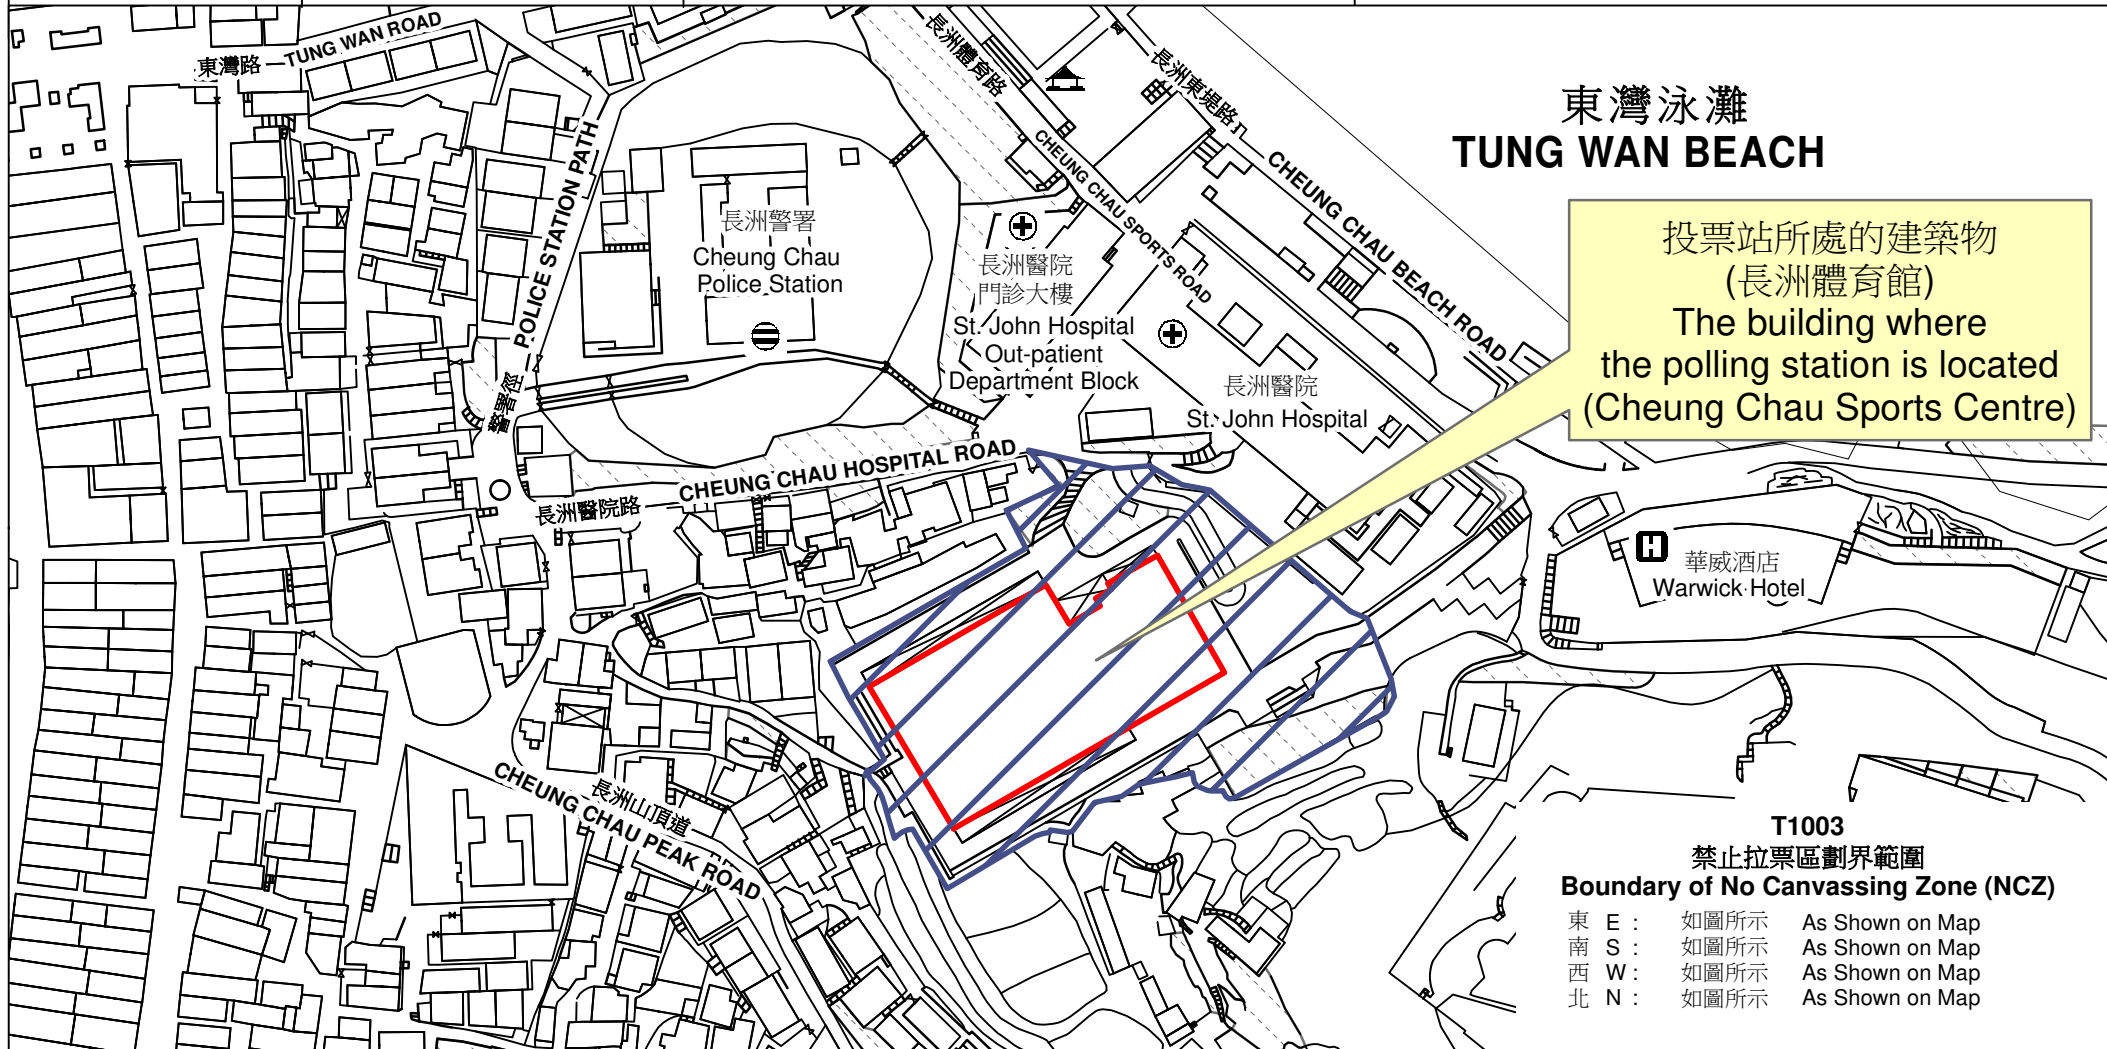 東灣路
TUNG WAN ROAD
長洲體育路
長洲東堤路
東灣泳灘
TUNG WAN BEACH
POLICE STATION PATH
警署徑
CHEUNG CHAU SPORTS ROAD
CHEUNG CHAU BEACH ROAD
長洲警署
Cheung Chau
Police Station
長洲醫院
門診大樓
St. John Hospital
Out-patient
Department Block
長洲醫院
St. John Hospital
投票站所處的建築物
(長洲體育館)
The building where
the polling station is located
(Cheung Chau Sports Centre)
CHEUNG CHAU HOSPITAL ROAD
長洲醫院路
H
華威酒店
Warwick Hotel
長洲山頂道
CHEUNG CHAU PEAK ROAD
T1003
禁止拉票區劃界範圍
Boundary of No Canvassing Zone (NCZ)
東 E : 如圖所示 As Shown on Map
南 S : 如圖所示 As Shown on Map
西 W : 如圖所示 As Shown on Map
北 N : 如圖所示 As Shown on Map